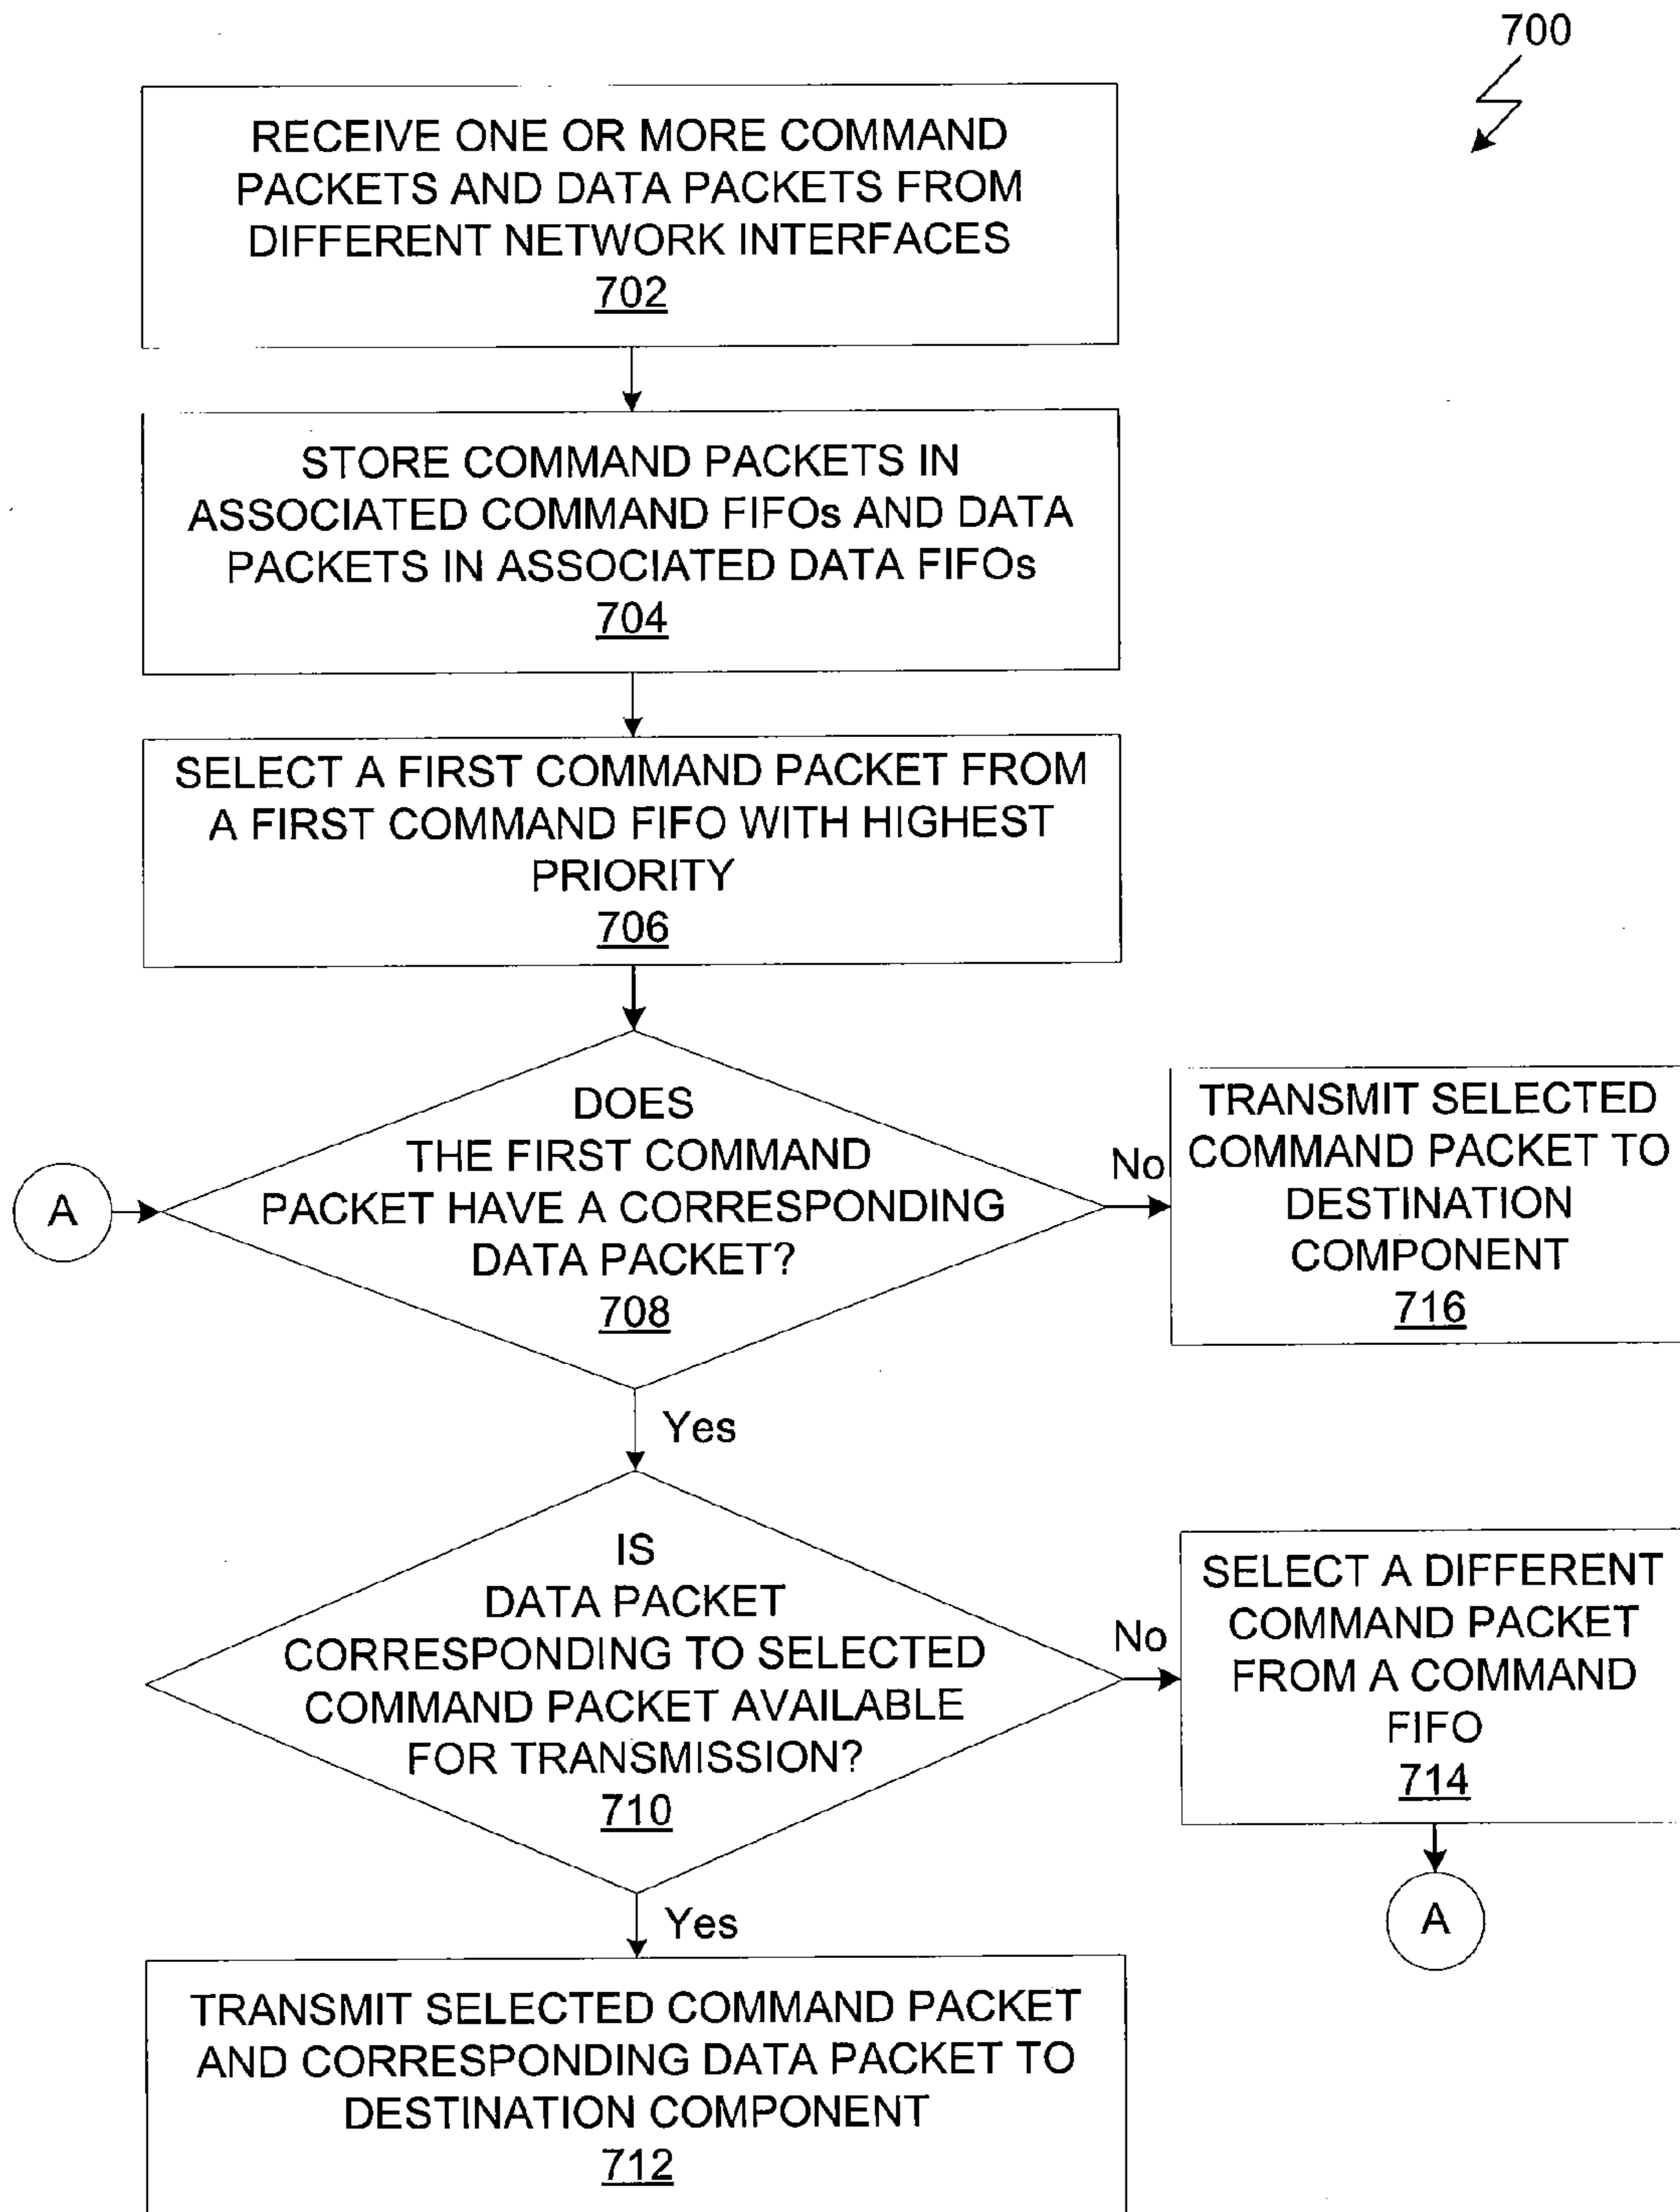 700
RECEIVE ONE OR MORE COMMAND
PACKETS AND DATA PACKETS FROM
DIFFERENT NETWORK INTERFACES
702
STORE COMMAND PACKETS IN
ASSOCIATED COMMAND FIFOs AND DATA
PACKETS IN ASSOCIATED DATA FIFOs
704
SELECT A FIRST COMMAND PACKET FROM
A FIRST COMMAND FIFO WITH HIGHEST
PRIORITY
706
A
DOES
THE FIRST COMMAND
PACKET HAVE A CORRESPONDING
DATA PACKET?
708
No
TRANSMIT SELECTED
COMMAND PACKET TO
DESTINATION
COMPONENT
716
Yes
IS
DATA PACKET
CORRESPONDING TO SELECTED
COMMAND PACKET AVAILABLE
FOR TRANSMISSION?
710
No
SELECT A DIFFERENT
COMMAND PACKET
FROM A COMMAND
FIFO
714
A
Yes
TRANSMIT SELECTED COMMAND PACKET
AND CORRESPONDING DATA PACKET TO
DESTINATION COMPONENT
712